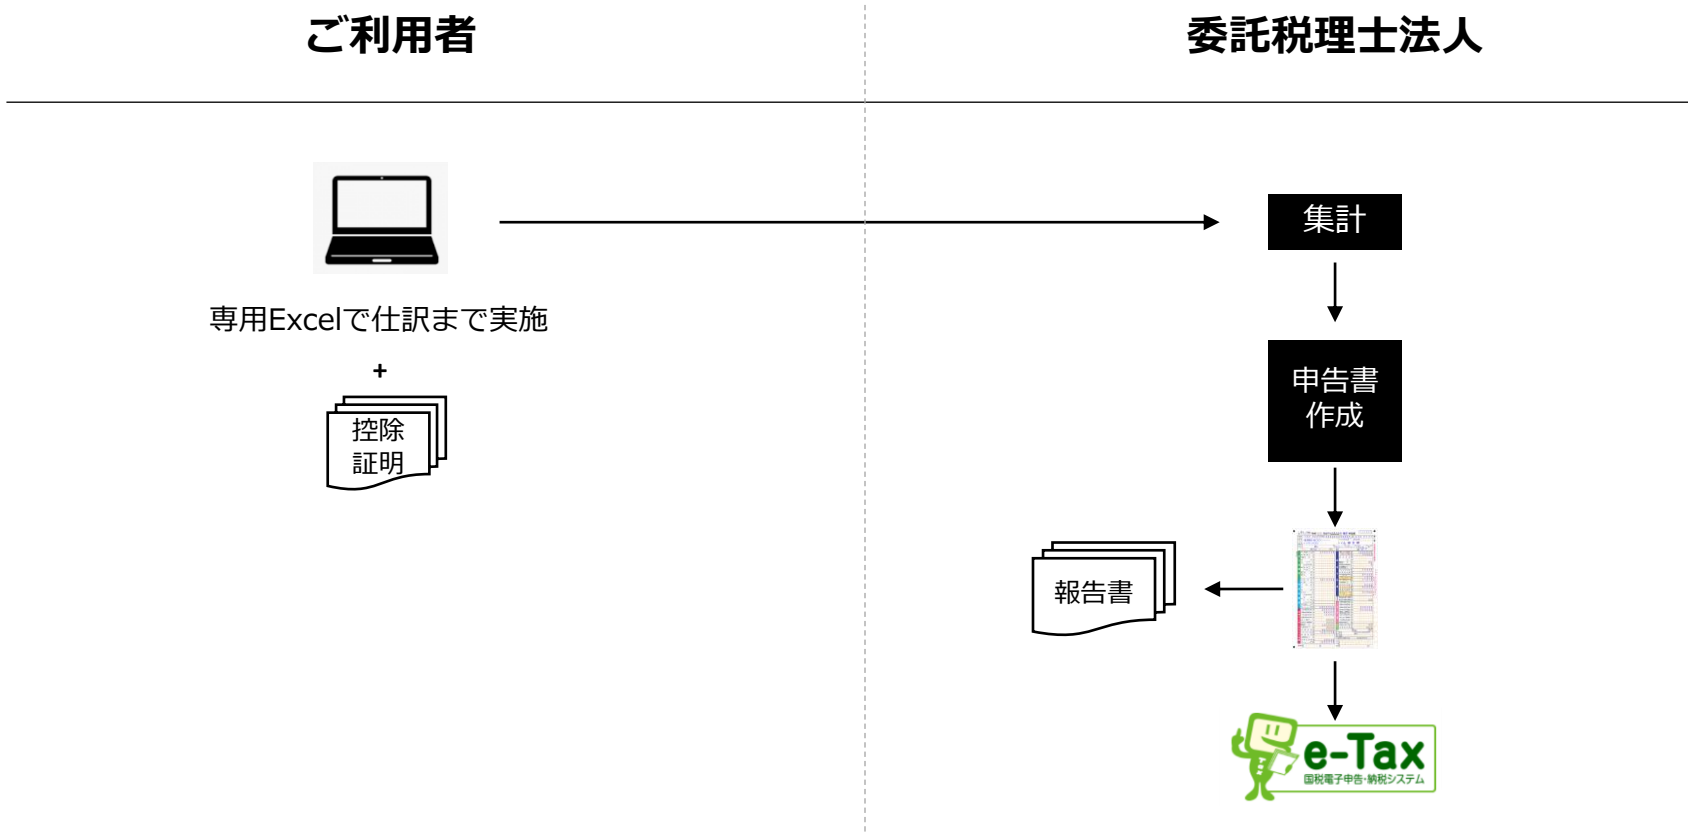 ご利用者
委託税理士法人
専用Excelで仕訳まで実施
+
控除
証明
集計
申告書
作成
報告書
e-Tax
国税電子申告・納税システム